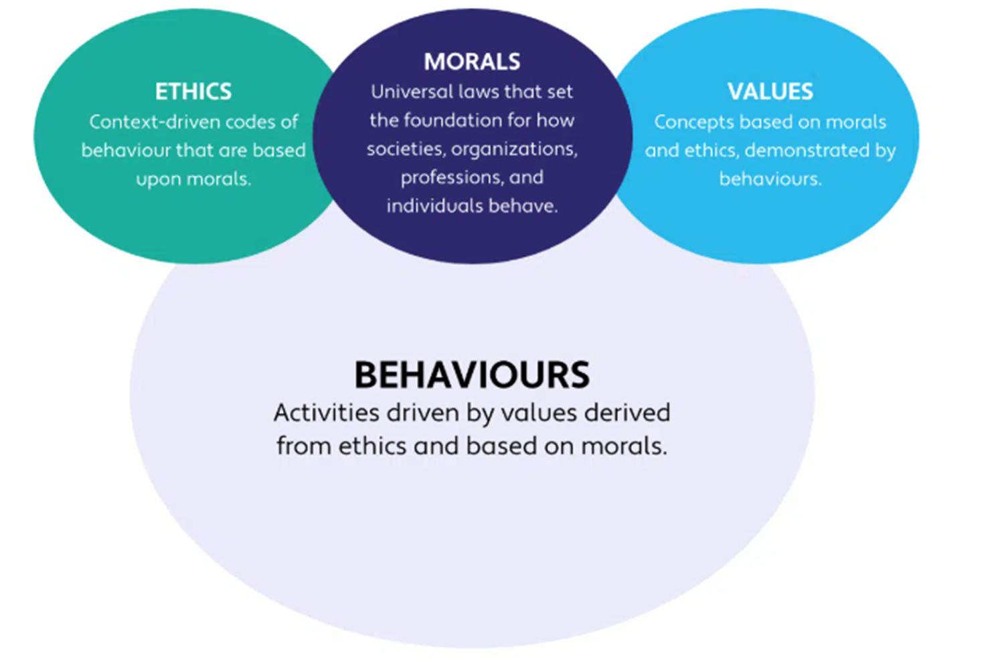 ETHICS
Context-driven codes of
behaviour that are based
upon morals.
MORALS
Universal laws that set
the foundation for how
societies, organizations,
professions, and
individuals behave.
VALUES
Concepts based on morals
and ethics, demonstrated by
behaviours.
BEHAVIOURS
Activities driven by values derived
from ethics and based on morals.